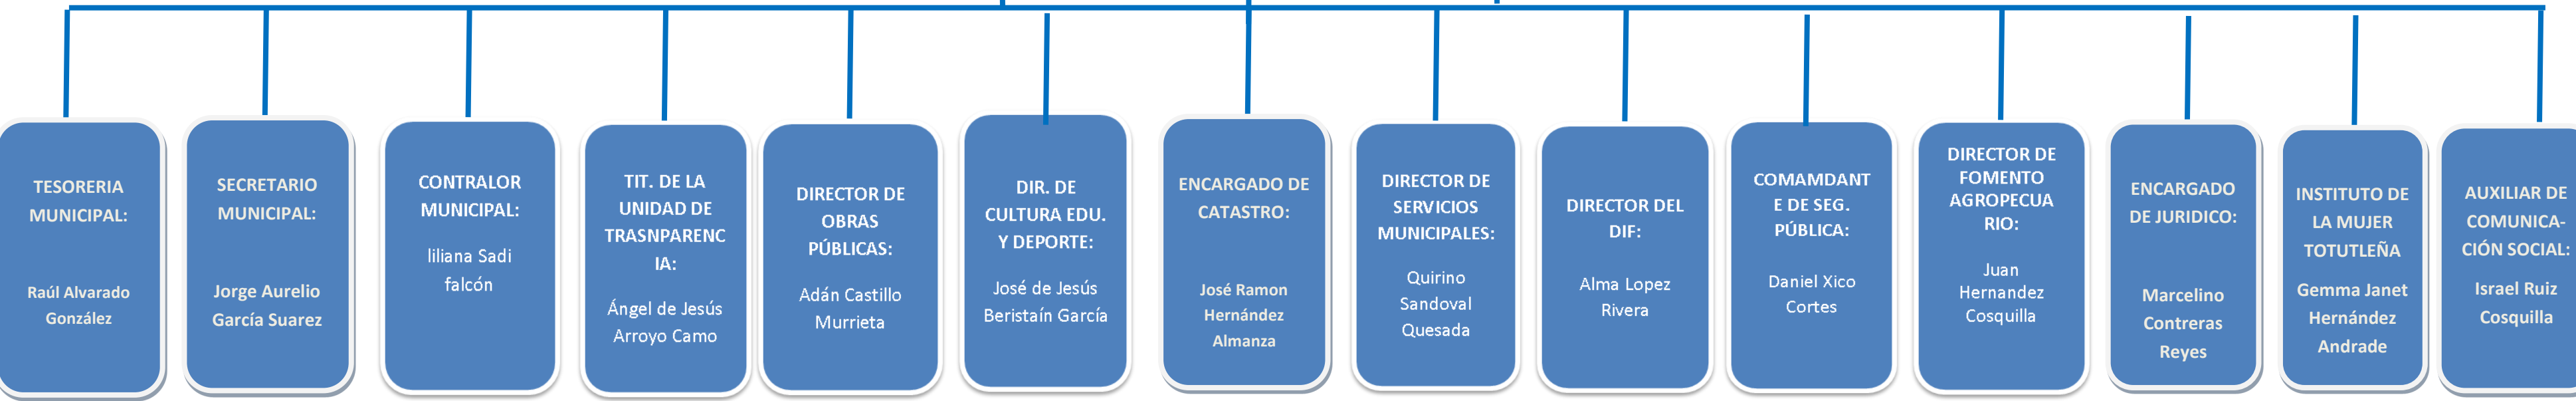 TESORERIA
MUNICIPAL:
Raúl Alvarado
González
SECRETARIO
MUNICIPAL:
Jorge Aurelio
García Suarez
CONTRALOR
MUNICIPAL:
liliana Sadi
falcón
TIT. DE LA
UNIDAD DE
TRASNPARENC
IA:
Ángel de Jesús
Arroyo Camo
DIRECTOR DE
OBRAS
PÚBLICAS:
Adán Castillo
Murrieta
DIR. DE
CULTURA EDU.
Y DEPORTE:
José de Jesús
Beristaín García
ENCARGADO DE
CATASTRO:
José Ramon
Hernández
Almanza
DIRECTOR DE
SERVICIOS
MUNICIPALES:
Quirino
Sandoval
Quesada
DIRECTOR DEL
DIF:
Alma Lopez
Rivera
COMAMDANT
E DE SEG.
PÚBLICA:
Daniel Xico
Cortes
DIRECTOR DE
FOMENTO
AGROPECUA
RIO:
Juan
Hernandez
Cosquilla
ENCARGADO
DE JURIDICO:
Marcelino
Contreras
Reyes
INSTITUTO DE
LA MUJER
TOTUTLEÑA
Gemma Janet
Hernández
Andrade
AUXILIAR DE
COMUNICA-
CIÓN SOCIAL:
Israel Ruiz
Cosquilla